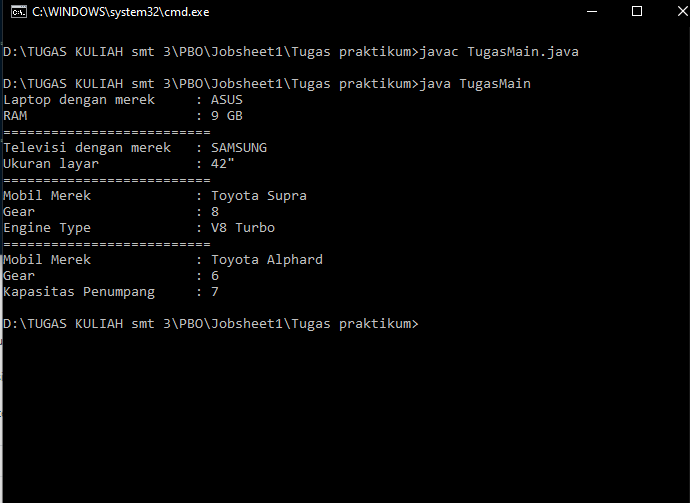 C:\WINDOWS\system32\cmd.exe
D:\TUGAS KULIAH smt 3\PBO\Jobsheet1\Tugas praktikum>javac TugasMain.java
D:\TUGAS KULIAH smt 3\PBO\Jobsheet1\Tugas praktikum>java TugasMain
Laptop dengan merek     : ASUS
RAM                     : 9 GB
==========================
Televisi dengan merek   : SAMSUNG
Ukuran layar            : 42"
==========================
Mobil Merek             : Toyota Supra
Gear                    : 8
Engine Type             : V8 Turbo
==========================
Mobil Merek             : Toyota Alphard
Gear                    : 6
Kapasitas Penumpang     : 7
D:\TUGAS KULIAH smt 3\PBO\Jobsheet1\Tugas praktikum>